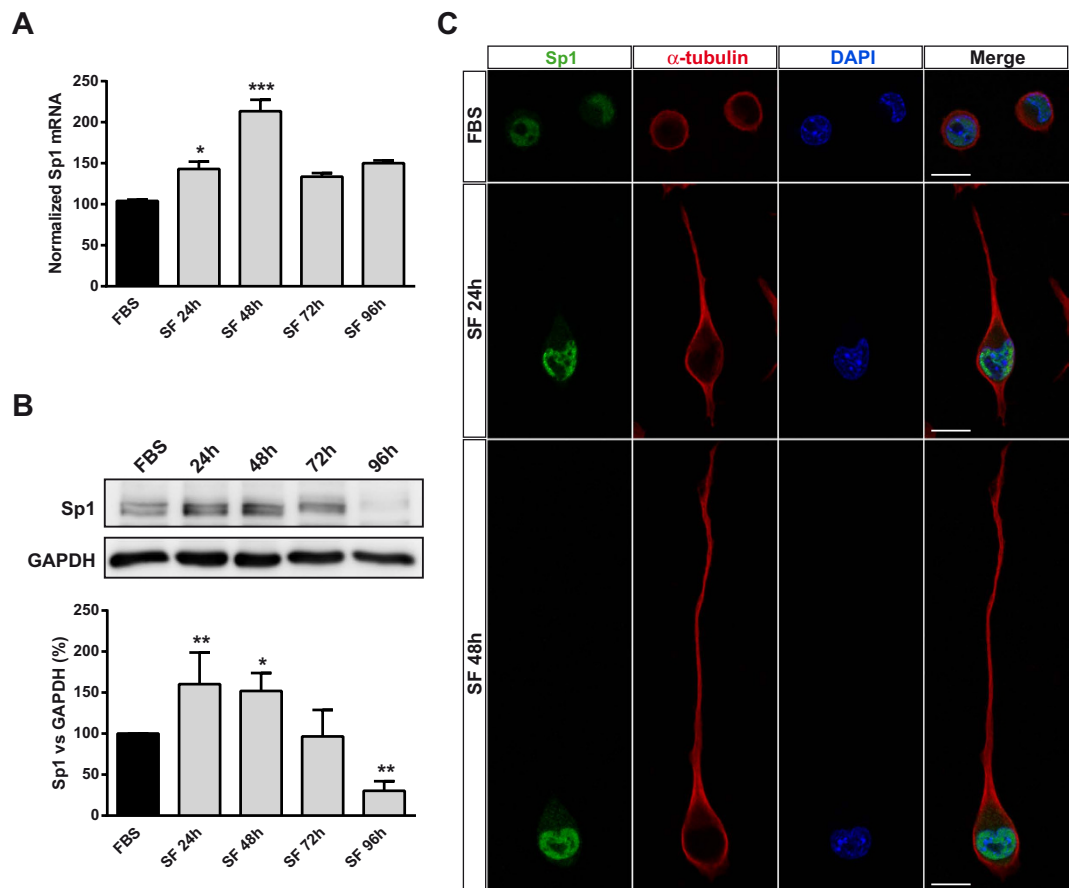 A
Normalized Sp1 mRNA
250
200
150
100
50
0
*
***
FBS
SF 24h
SF 48h
SF 72h
SF 96h
B
FBS
24h
48h
72h
96h
Sp1
GAPDH
Sp1 vs GAPDH (%)
250
200
150
100
50
0
**
*
**
FBS
SF 24h
SF 48h
SF 72h
SF 96h
C
Sp1
α-tubulin
DAPI
Merge
FBS
SF 24h
SF 48h